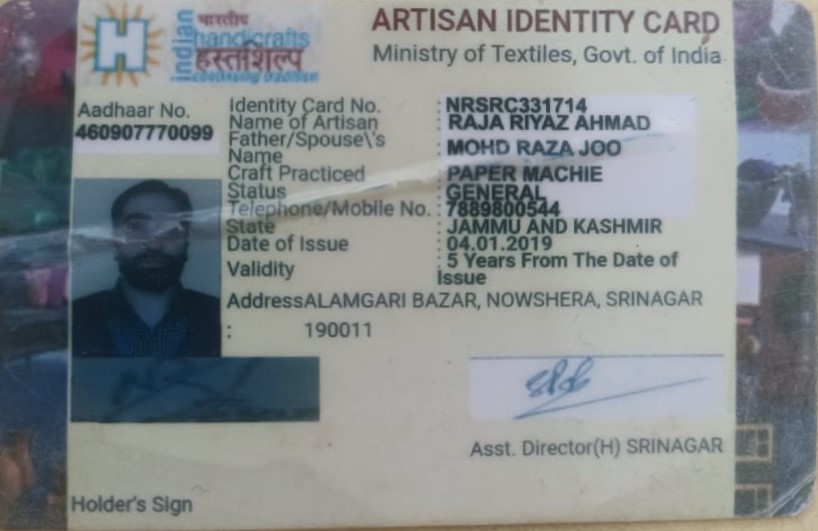 indian
भारतीय
handicrafts
हस्तशिल्प
continuing tradition
ARTISAN IDENTITY CARD
Ministry of Textiles, Govt. of India
Aadhaar No.
460907770099
Identity Card No. : NRSRC331714
Name of Artisan : RAJA RIYAZ AHMAD
Father/Spouse\'s
Name : MOHD RAZA JOO
Craft Practiced : PAPER MACHIE
Status : GENERAL
Telephone/Mobile No. : 7889800544
State : JAMMU AND KASHMIR
Date of Issue : 04.01.2019
Validity : 5 Years From The Date of
Issue
AddressALAMGARI BAZAR, NOWSHERA, SRINAGAR
: 190011
Asst. Director(H) SRINAGAR
Holder's Sign